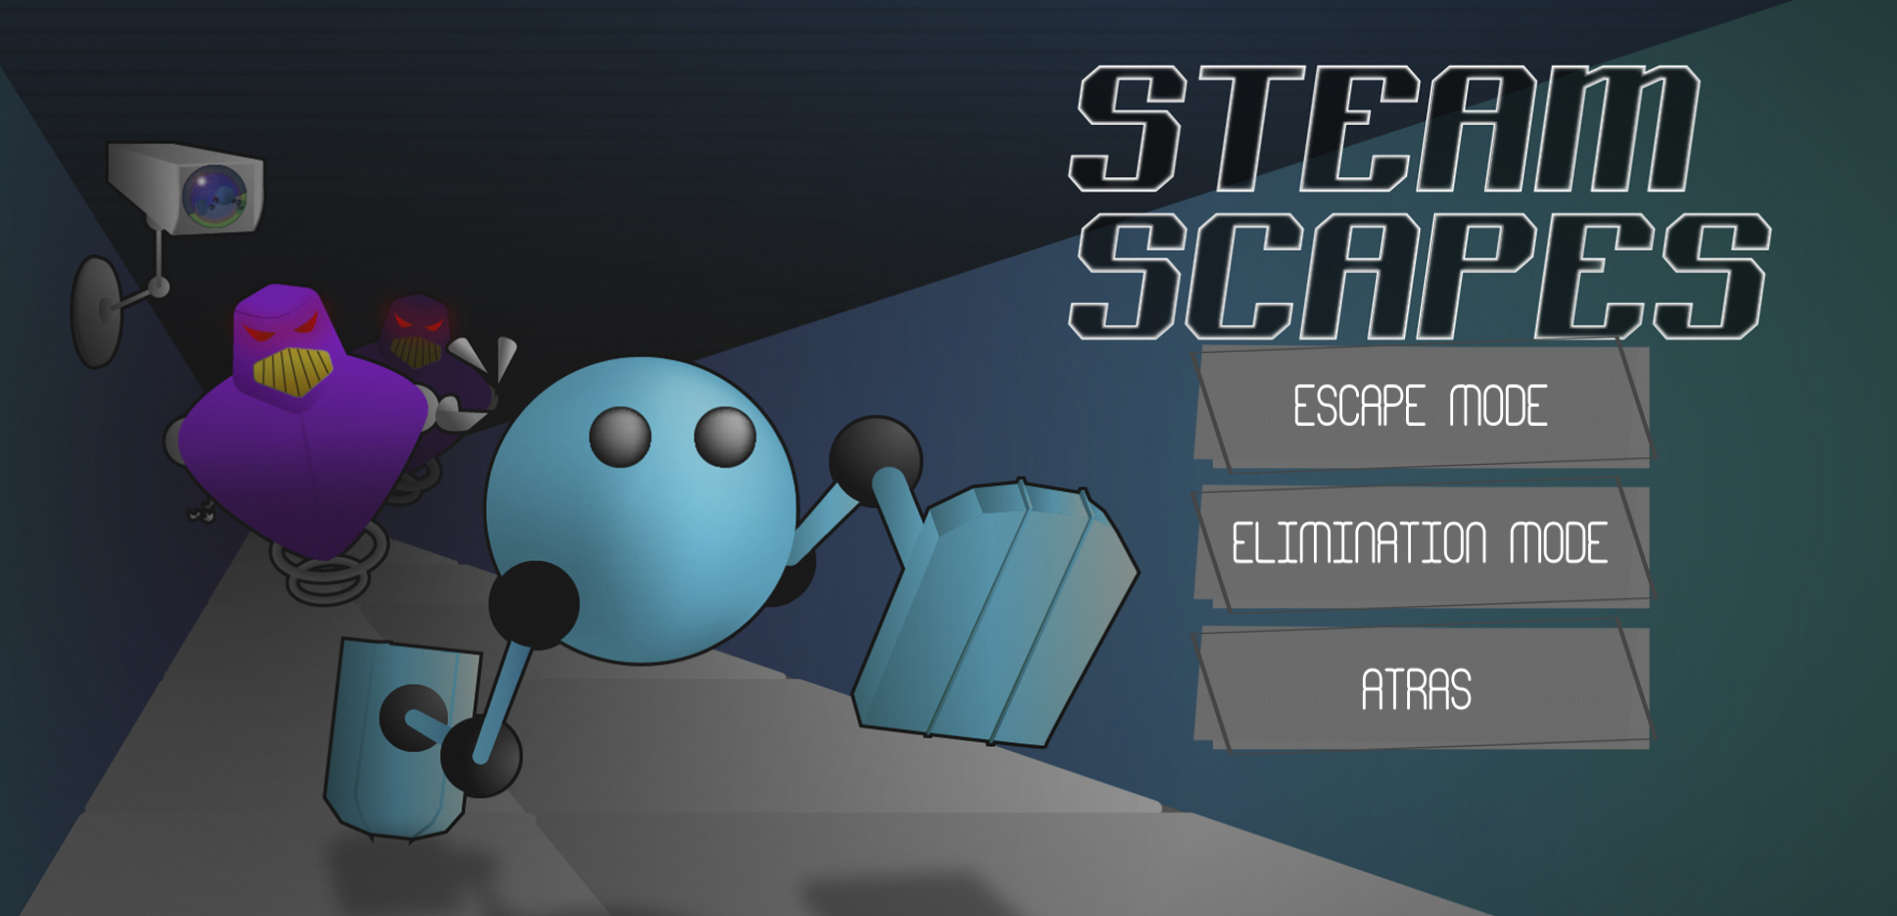 STEAM
SCAPES
ESCAPE MODE
ELIMINATION MODE
ATRAS